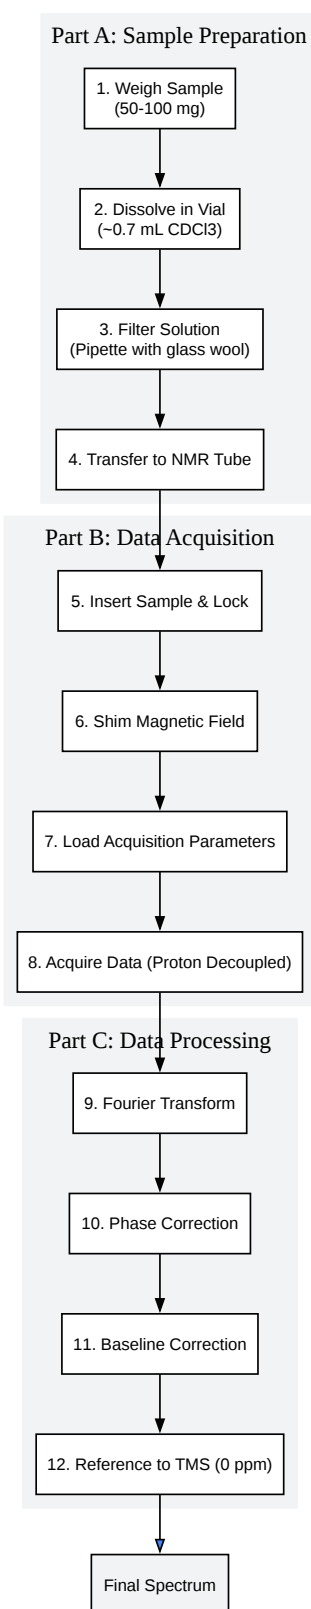 Part A: Sample Preparation
1. Weigh Sample
(50-100 mg)
2. Dissolve in Vial
(~0.7 mL CDCl3)
3. Filter Solution
(Pipette with glass wool)
4. Transfer to NMR Tube
Part B: Data Acquisition
5. Insert Sample & Lock
6. Shim Magnetic Field
7. Load Acquisition Parameters
8. Acquire Data (Proton Decoupled)
Part C: Data Processing
9. Fourier Transform
10. Phase Correction
11. Baseline Correction
12. Reference to TMS (0 ppm)
Final Spectrum